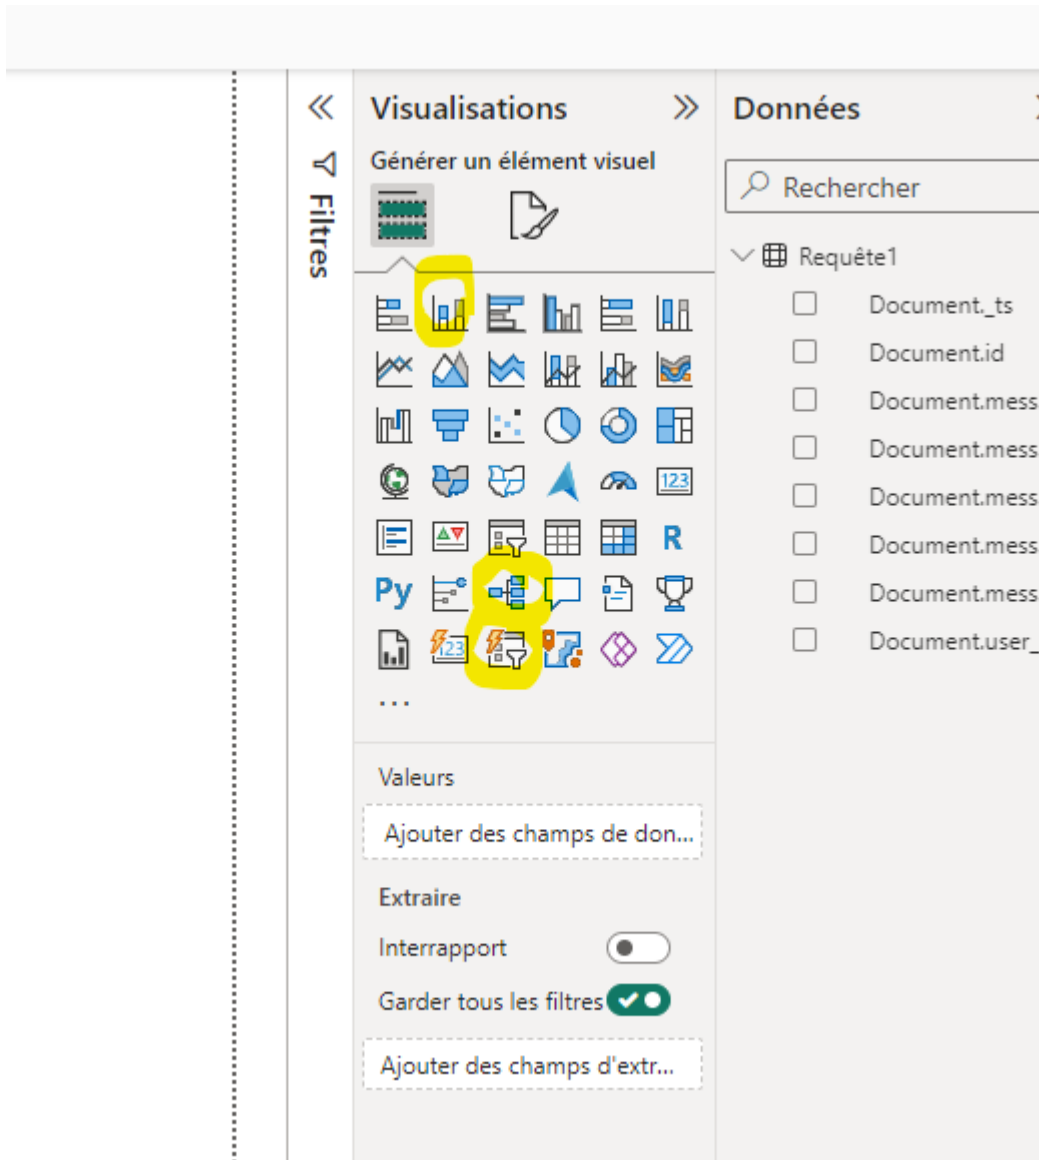 Visualisations
Données
Générer un élément visuel
Filtres
Rechercher
Requête1
Document._ts
Document.id
Document.mess
Document.mess
Document.mess
Document.mess
Document.mess
Document.user_
123
R
Py
123
...
Valeurs
Ajouter des champs de don...
Extraire
Interrapport
Garder tous les filtres
Ajouter des champs d'extr...